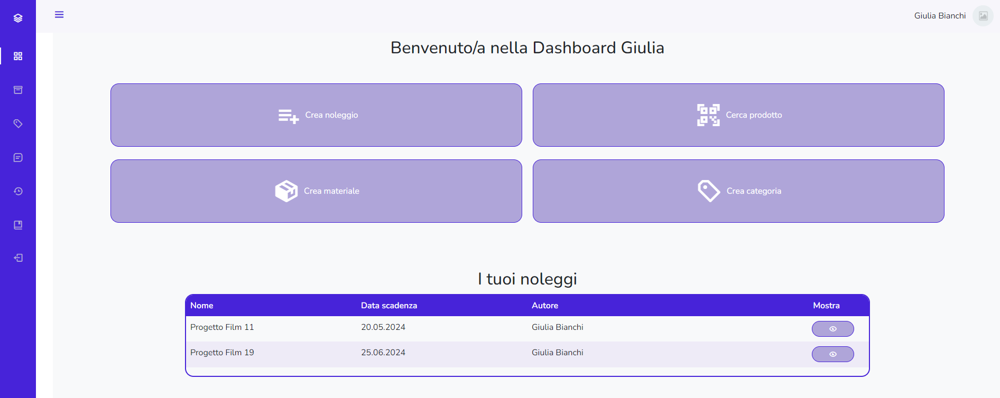 Giulia Bianchi
Benvenuto/a nella Dashboard Giulia
Crea noleggio
Cerca prodotto
Crea materiale
Crea categoria
I tuoi noleggi
Nome Data scadenza Autore Mostra
Progetto Film 11 20.05.2024 Giulia Bianchi
Progetto Film 19 25.06.2024 Giulia Bianchi